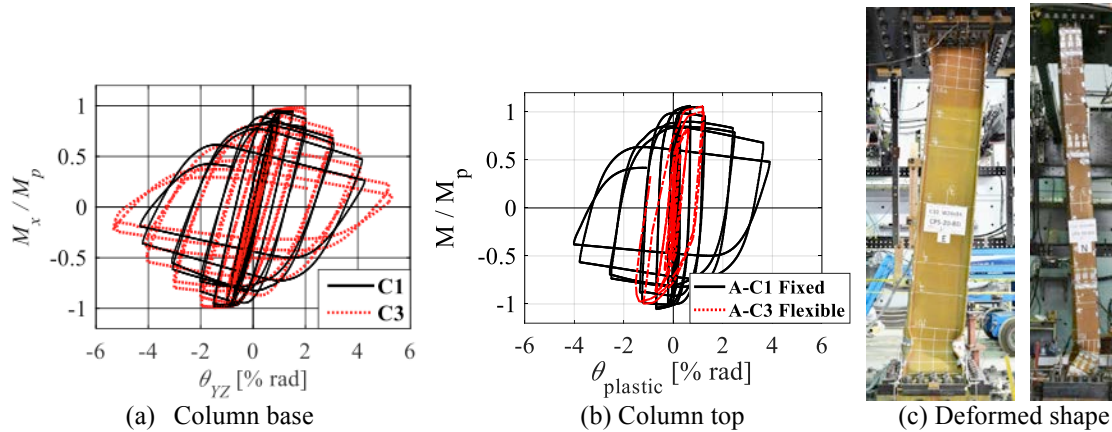 1
0.5
0
-0.5
-1
M_x / M_p
-6 -4 -2 0 2 4 6
θ_YZ [% rad]
C1
C3
(a) Column base
1
0.5
0
-0.5
-1
M / M_p
-6 -4 -2 0 2 4 6
θ_plastic [% rad]
A-C1 Fixed
A-C3 Flexible
(b) Column top
E
N
(c) Deformed shape